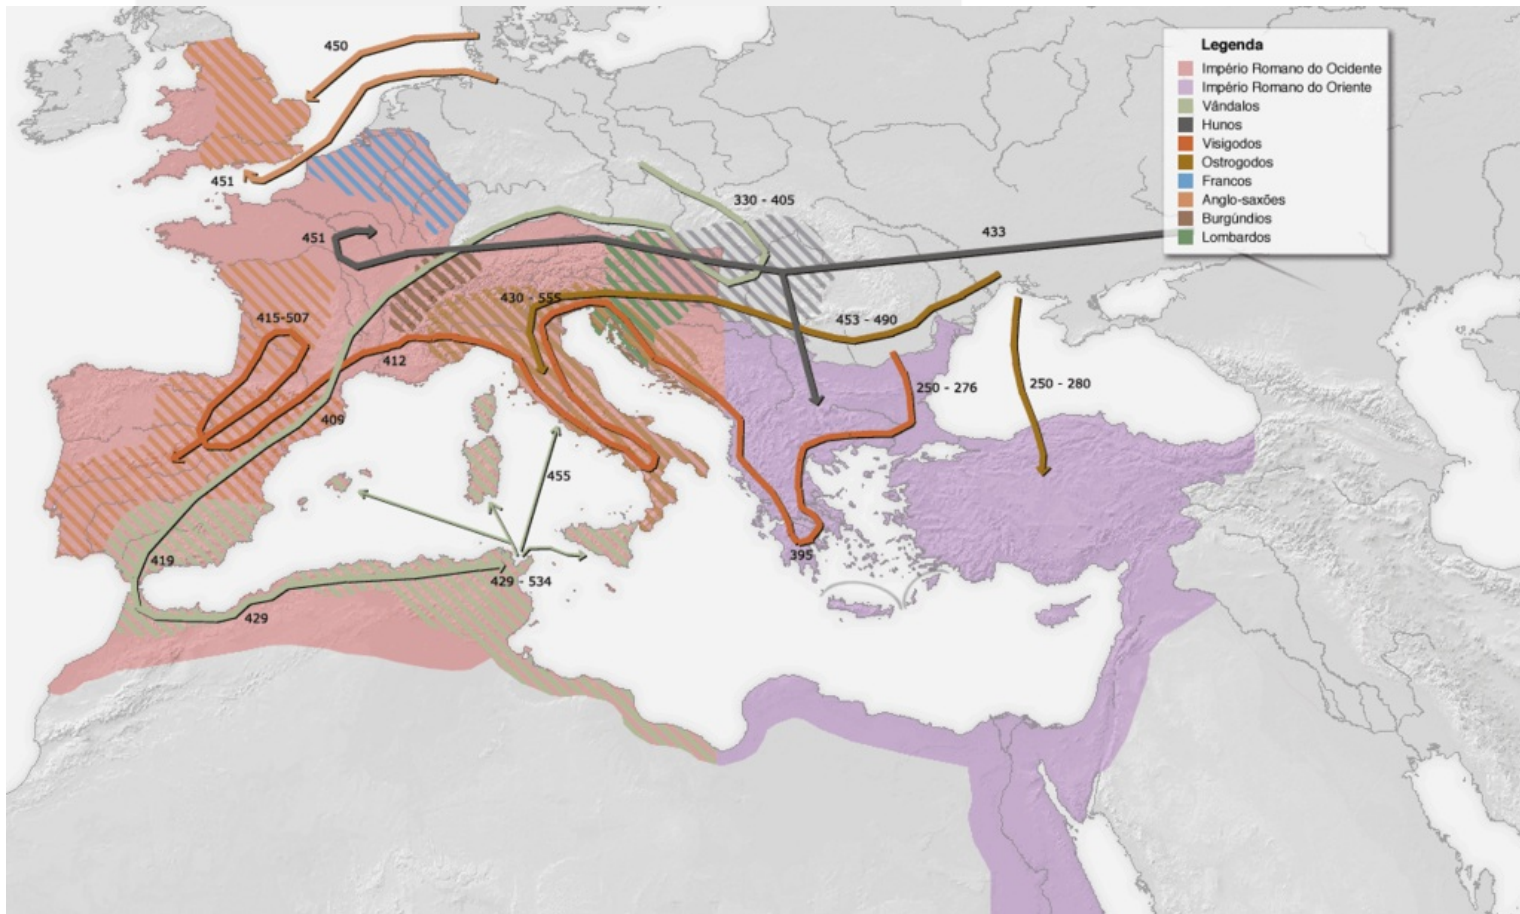 Legenda
Império Romano do Ocidente
Império Romano do Oriente
Vândalos
Hunos
Visigodos
Ostrogodos
Francos
Anglo-saxões
Burgúndios
Lombardos
450
451
330 - 405
451
433
430 - 555
415-507
453 - 490
412
250 - 276
250 - 280
409
455
395
419
429 - 534
429